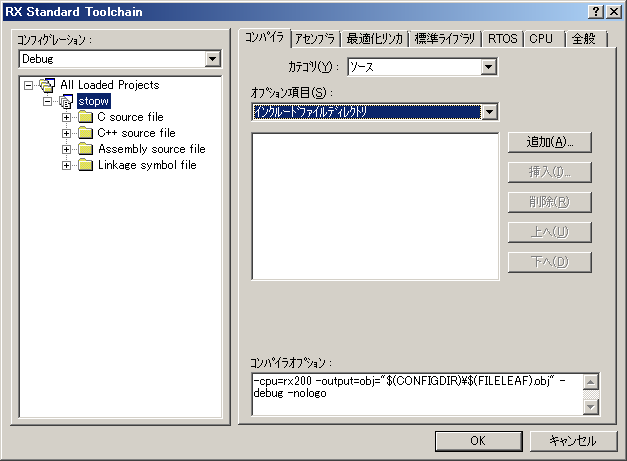 RX Standard Toolchain
コンフィグレーション :
Debug
All Loaded Projects
stopw
C source file
C++ source file
Assembly source file
Linkage symbol file
コンパイラ アセンブラ 最適化リンカ 標準ライブラリ RTOS CPU 全般
カテゴリ(Y) : ソース
オプション項目(S) :
インクルードファイルディレクトリ
追加(A)...
挿入(I)...
削除(R)
上へ(U)
下へ(D)
コンパイラオプション :
-cpu=rx200 -output=obj="$(CONFIGDIR)¥$(FILELEAF).obj" -
debug -nologo
OK キャンセル